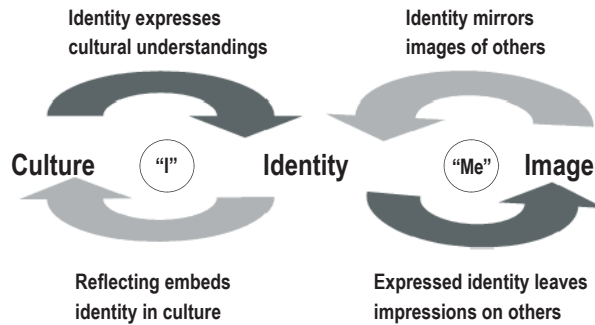 Identity expresses
cultural understandings
Identity mirrors
images of others
Culture
“I”
Identity
“Me”
Image
Reflecting embeds
identity in culture
Expressed identity leaves
impressions on others